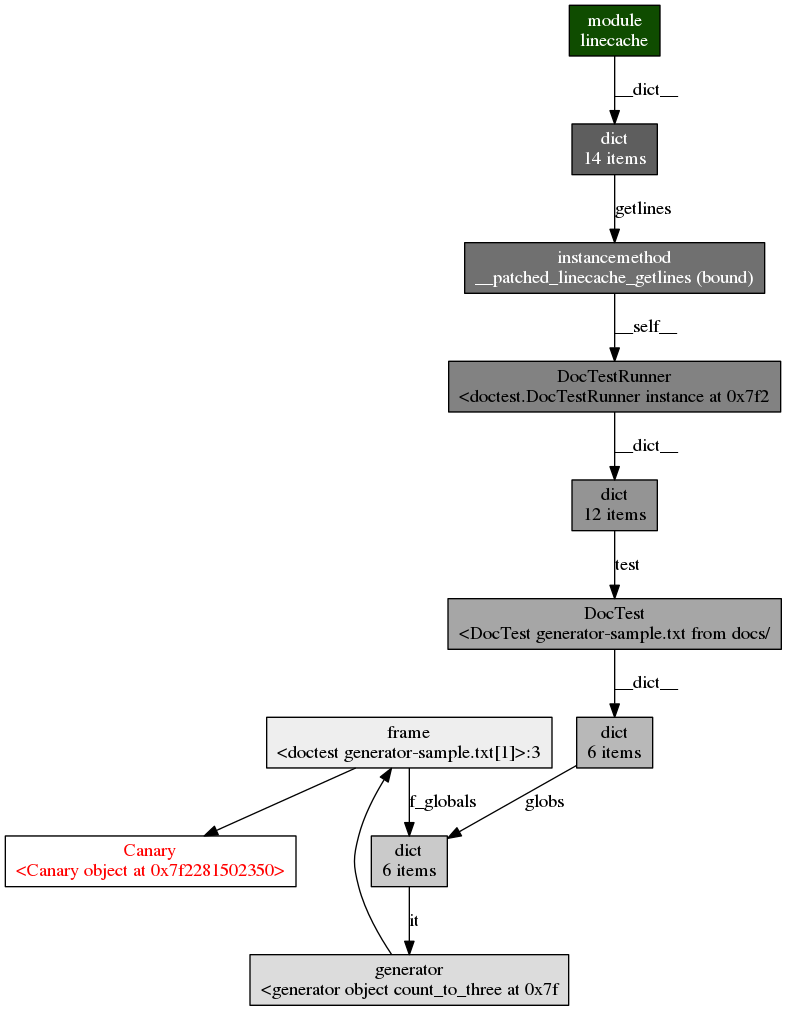 module
linecache
__dict__
dict
14 items
getlines
instancemethod
__patched_linecache_getlines (bound)
__self__
DocTestRunner
<doctest.DocTestRunner instance at 0x7f2
__dict__
dict
12 items
test
DocTest
<DocTest generator-sample.txt from docs/
__dict__
frame
<doctest generator-sample.txt[1]>:3
dict
6 items
f_globals
globs
Canary
<Canary object at 0x7f2281502350>
dict
6 items
it
generator
<generator object count_to_three at 0x7f